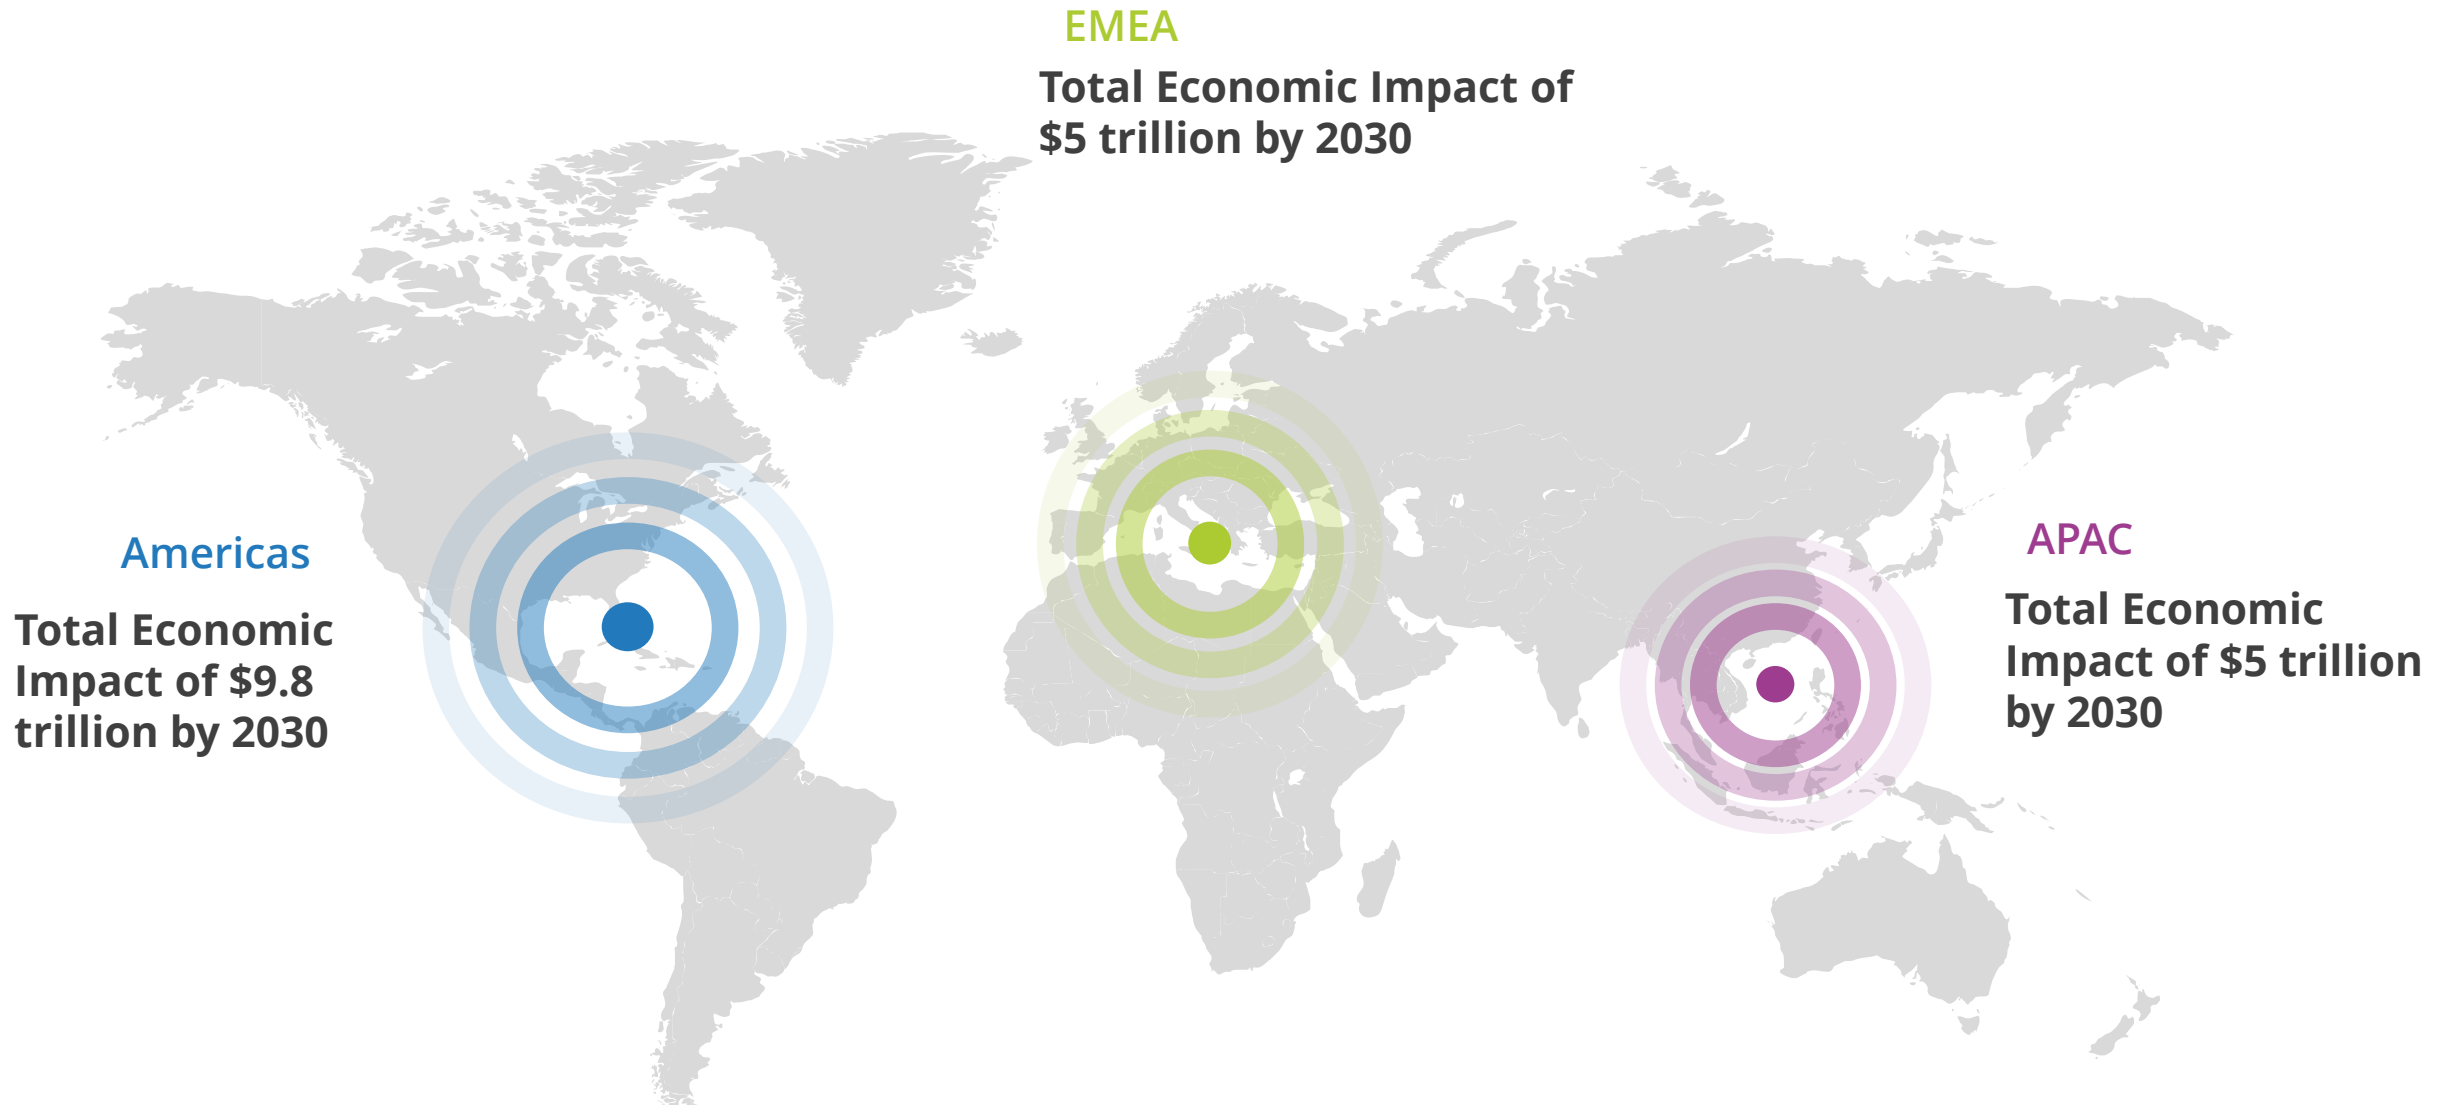 EMEA
Total Economic Impact of
$5 trillion by 2030
Americas
Total Economic
Impact of $9.8
trillion by 2030
APAC
Total Economic
Impact of $5 trillion
by 2030